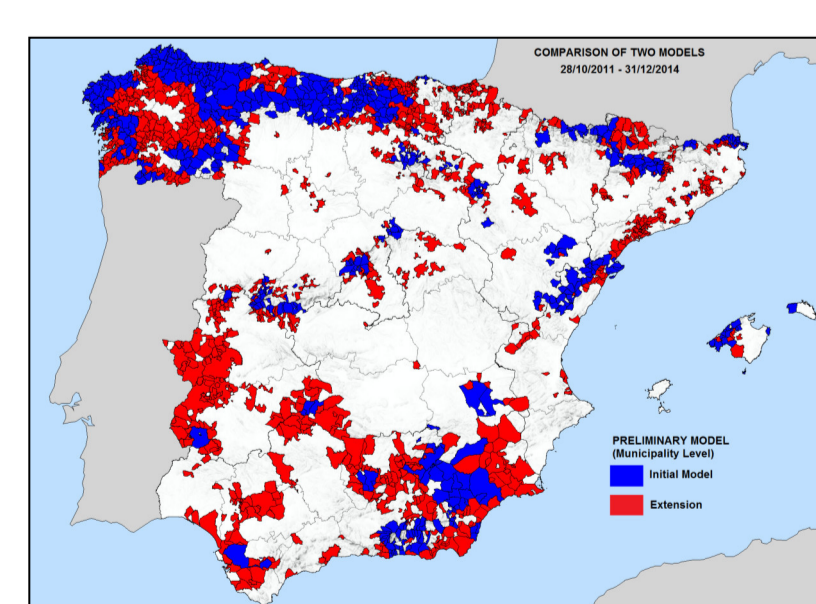 COMPARISON OF TWO MODELS
28/10/2011 - 31/12/2014
PRELIMINARY MODEL
(Municipality Level)
Initial Model
Extension